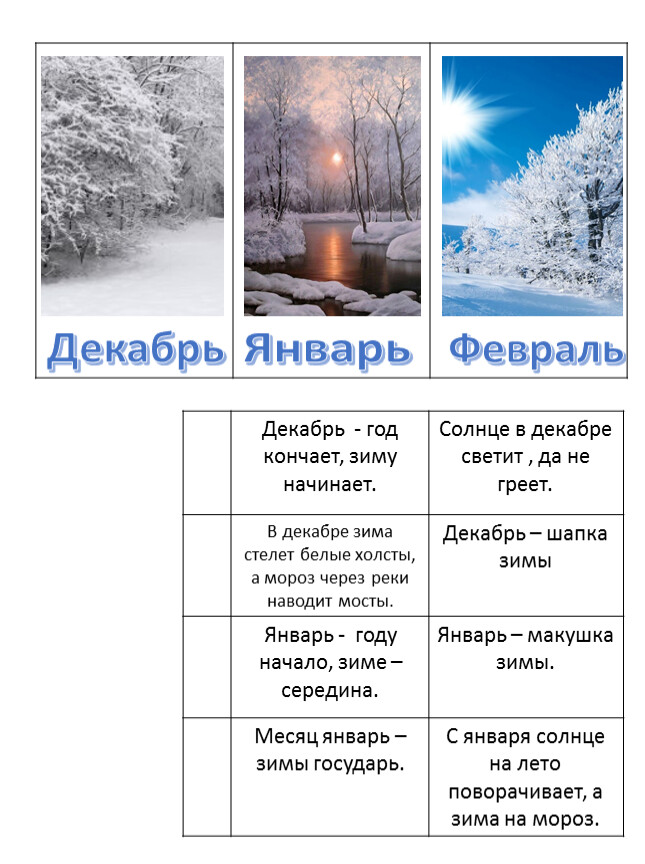 Декабрь Январь Февраль
Декабрь - год
кончает, зиму
начинает.
Солнце в декабре
светит , да не
греет.
В декабре зима
стелет белые холсты,
а мороз через реки
наводит мосты.
Декабрь – шапка
зимы
Январь - году
начало, зиме –
середина.
Январь – макушка
зимы.
Месяц январь –
зимы государь.
С января солнце
на лето
поворачивает, а
зима на мороз.